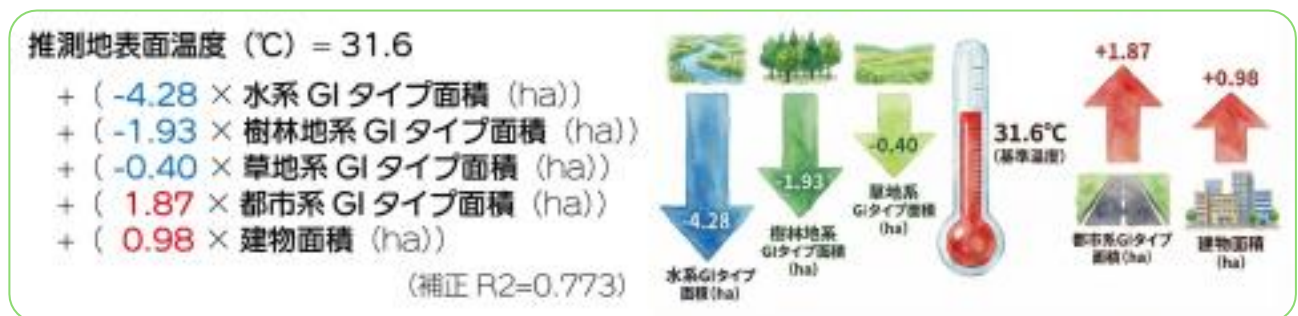 推測地表面温度（℃）= 31.6
+（ -4.28 × 水系 GI タイプ面積（ha））
+（ -1.93 × 樹林地系 GI タイプ面積（ha））
+（ -0.40 × 草地系 GI タイプ面積（ha））
+（ 1.87 × 都市系 GI タイプ面積（ha））
+（ 0.98 × 建物面積（ha））
（補正 R2=0.773）
-4.28
水系GIタイプ
面積(ha)
-1.93
樹林地系
GIタイプ面積
(ha)
-0.40
草地系
GIタイプ面積
(ha)
31.6℃
(基準温度)
+1.87
都市系GIタイプ
面積(ha)
+0.98
建物面積
(ha)